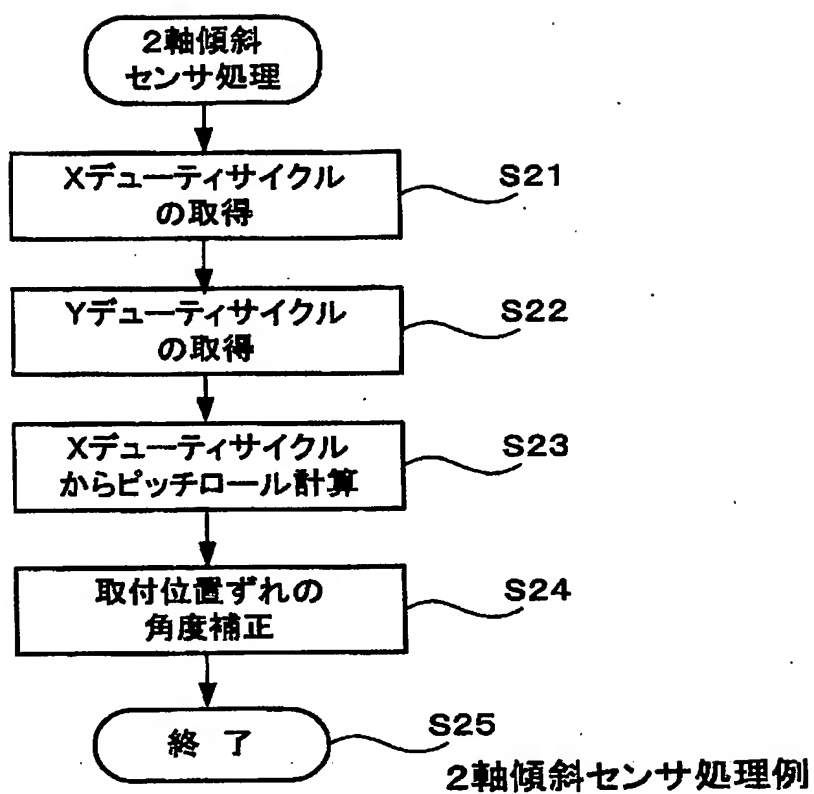 2軸傾斜
センサ処理
Xデューティサイクル
の取得
S21
Yデューティサイクル
の取得
S22
Xデューティサイクル
からピッチロール計算
S23
取付位置ずれの
角度補正
S24
終 了
S25
2軸傾斜センサ処理例